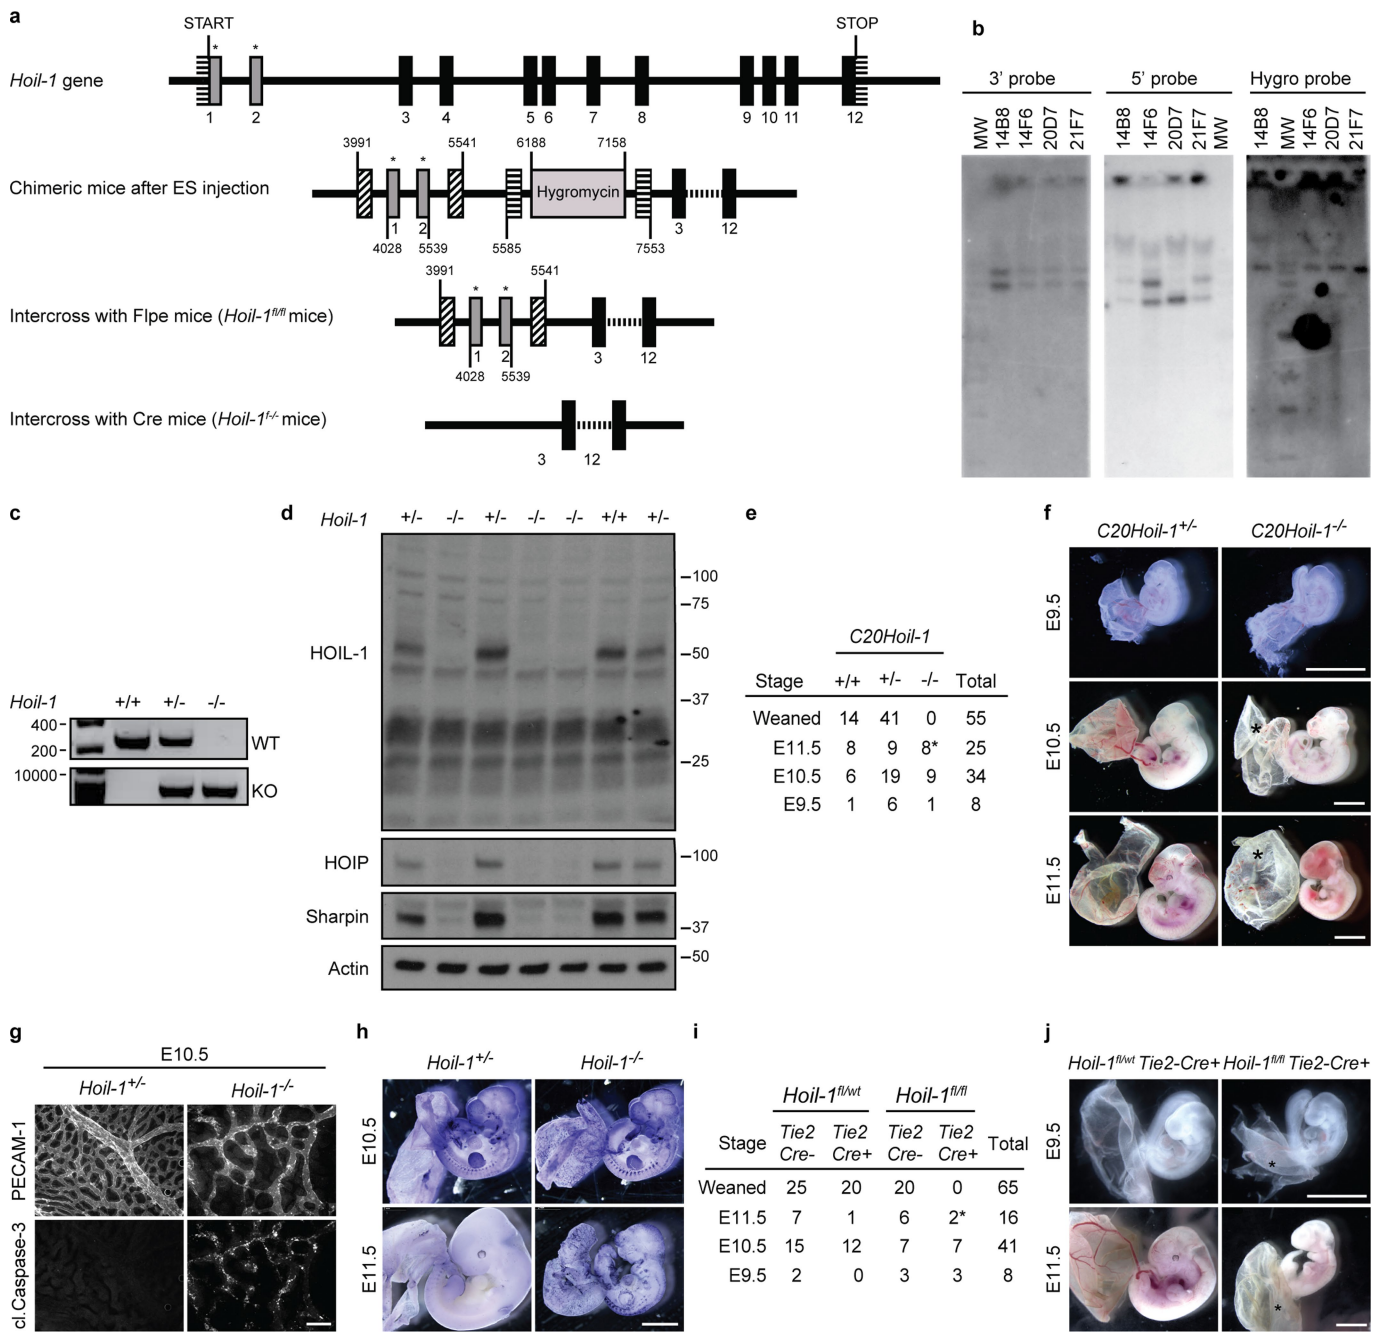 a
START
STOP
* *
Hoil-1 gene
1 2 3 4 5 6 7 8 9 10 11 12
3991 5541 6188 7158
* *
Chimeric mice after ES injection
Hygromycin
1 2 3 12
4028 5539 5585 7553
3991 5541
* *
Intercross with Flpe mice (Hoil-1fl/fl mice)
1 2 3 12
4028 5539
Intercross with Cre mice (Hoil-1f-/- mice)
3 12
b
3' probe 5' probe Hygro probe
MW 14B8 14F6 20D7 21F7
14B8 14F6 20D7 21F7 MW
14B8 MW 14F6 20D7 21F7
c
Hoil-1 +/+ +/- -/-
400
200
WT
10000
KO
d
Hoil-1 +/- -/- +/- -/- -/- +/+ +/-
100
75
HOIL-1
50
37
25
HOIP
100
Sharpin
37
50
Actin
e
C20Hoil-1
Stage +/+ +/- -/- Total
Weaned 14 41 0 55
E11.5 8 9 8* 25
E10.5 6 19 9 34
E9.5 1 6 1 8
f
C20Hoil-1+/- C20Hoil-1-/-
E9.5
E10.5
*
E11.5
*
g
E10.5
Hoil-1+/- Hoil-1-/-
PECAM-1
cl.Caspase-3
h
Hoil-1+/- Hoil-1-/-
E10.5
E11.5
i
Hoil-1fl/wt Hoil-1fl/fl
Stage Tie2 Cre- Tie2 Cre+ Tie2 Cre- Tie2 Cre+ Total
Weaned 25 20 20 0 65
E11.5 7 1 6 2* 16
E10.5 15 12 7 7 41
E9.5 2 0 3 3 8
j
Hoil-1fl/wt Tie2-Cre+ Hoil-1fl/fl Tie2-Cre+
E9.5
*
E11.5
*